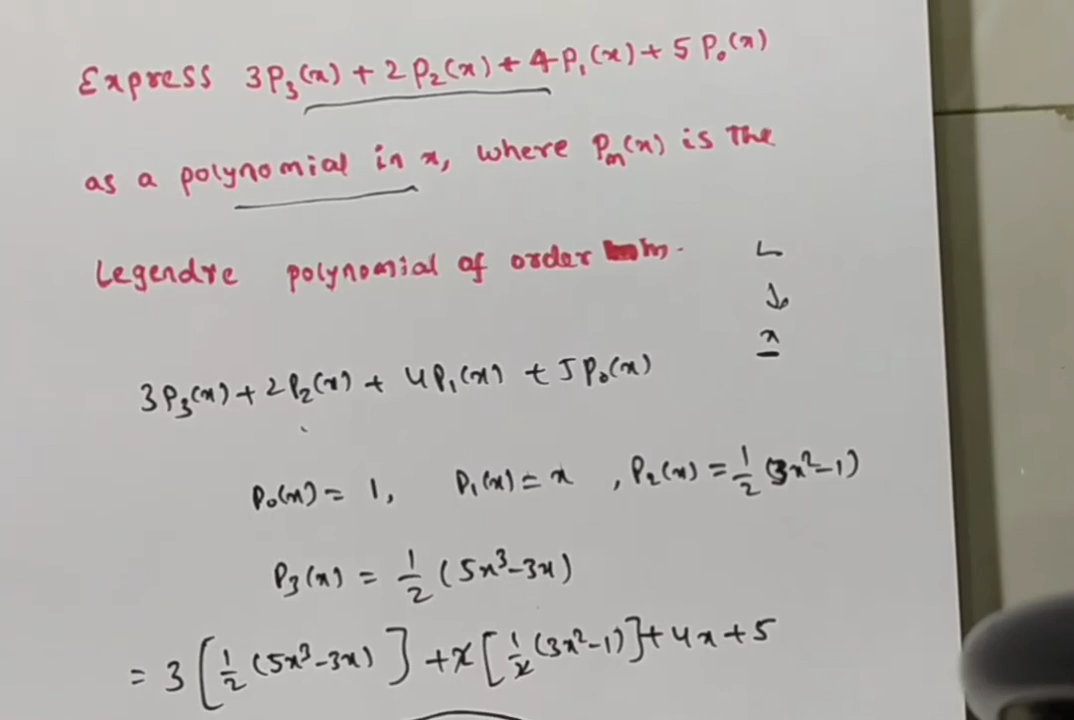 Express 3P₃(x) + 2P₂(x) + 4P₁(x) + 5P₀(x)
as a polynomial in x, where Pₘ(x) is the
Legendre polynomial of order m.
L
↓
x
3P₃(x) + 2P₂(x) + 4P₁(x) + 5P₀(x)
P₀(x) = 1, P₁(x) = x, P₂(x) = 1/2 (3x²-1)
P₃(x) = 1/2 (5x³-3x)
= 3[1/2 (5x³-3x)] + 2[1/2 (3x²-1)] + 4x + 5